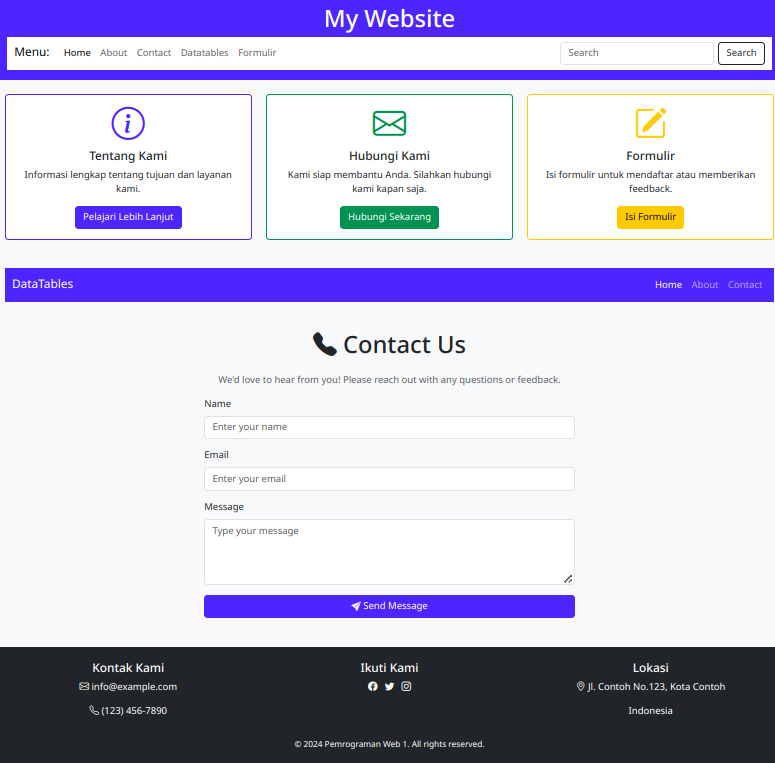 My Website
Menu: Home About Contact Datatables Formulir Search Search
Tentang Kami
Informasi lengkap tentang tujuan dan layanan
kami.
Pelajari Lebih Lanjut
Hubungi Kami
Kami siap membantu Anda. Silahkan hubungi
kami kapan saja.
Hubungi Sekarang
Formulir
Isi formulir untuk mendaftar atau memberikan
feedback.
Isi Formulir
DataTables Home About Contact
Contact Us
We'd love to hear from you! Please reach out with any questions or feedback.
Name
Enter your name
Email
Enter your email
Message
Type your message
Send Message
Kontak Kami
info@example.com
(123) 456-7890
Ikuti Kami
Lokasi
Jl. Contoh No.123, Kota Contoh
Indonesia
© 2024 Pemrograman Web 1. All rights reserved.